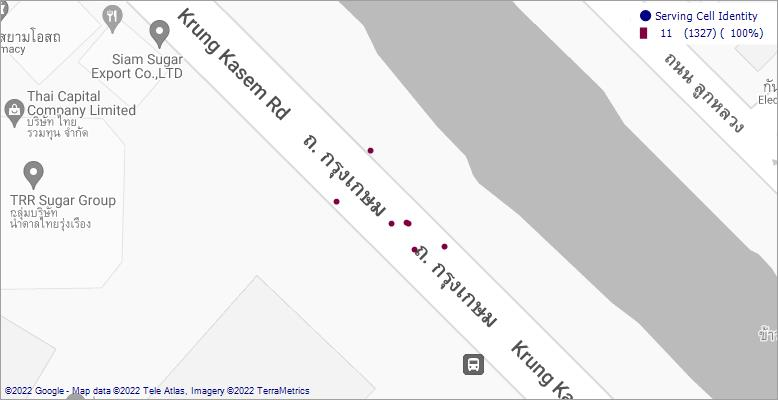 Serving Cell Identity
11 (1327) ( 100%)
สยามโอสถ
macy
Siam Sugar
Export Co.,LTD
Krung Kasem Rd
ถนน ลูกหลวง
กัน
Elec
Thai Capital
Company Limited
บริษัท ไทย
รวมทุน จำกัด
ถ. กรุงเกษม
TRR Sugar Group
กลุ่มบริษัท
น้ำตาลไทยรุ่งเรือง
ถ. กรุงเกษม
ข้าว
Krung Ka
©2022 Google - Map data ©2022 Tele Atlas, Imagery ©2022 TerraMetrics